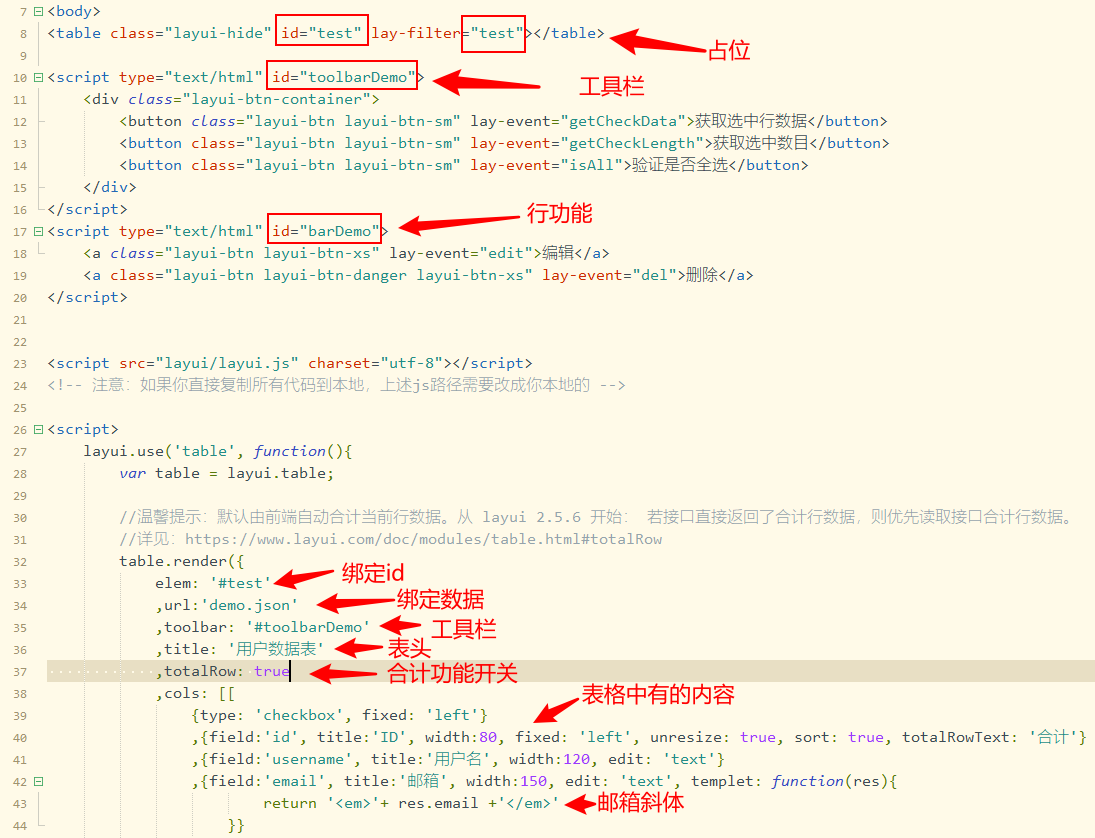 7 <body>
8 <table class="layui-hide" id="test" lay-filter="test"></table>
占位
9
10 <script type="text/html" id="toolbarDemo">
工具栏
11 <div class="layui-btn-container">
12 <button class="layui-btn layui-btn-sm" lay-event="getCheckData">获取选中行数据</button>
13 <button class="layui-btn layui-btn-sm" lay-event="getCheckLength">获取选中数目</button>
14 <button class="layui-btn layui-btn-sm" lay-event="isAll">验证是否全选</button>
15 </div>
16 </script>
行功能
17 <script type="text/html" id="barDemo">
18 <a class="layui-btn layui-btn-xs" lay-event="edit">编辑</a>
19 <a class="layui-btn layui-btn-danger layui-btn-xs" lay-event="del">删除</a>
20 </script>
21
22
23 <script src="layui/layui.js" charset="utf-8"></script>
24 <!-- 注意：如果你直接复制所有代码到本地，上述js路径需要改成你本地的 -->
25
26 <script>
27 layui.use('table', function(){
28 var table = layui.table;
29
30 //温馨提示：默认由前端自动合计当前行数据。从 layui 2.5.6 开始： 若接口直接返回了合计行数据，则优先读取接口合计行数据。
31 //详见：https://www.layui.com/doc/modules/table.html#totalRow
32 table.render({
33 elem: '#test'
绑定id
34 ,url:'demo.json'
绑定数据
35 ,toolbar: '#toolbarDemo'
工具栏
36 ,title: '用户数据表'
表头
37 ,totalRow: true
合计功能开关
38 ,cols: [[
表格中有的内容
39 {type: 'checkbox', fixed: 'left'}
40 ,{field:'id', title:'ID', width:80, fixed: 'left', unresize: true, sort: true, totalRowText: '合计'}
41 ,{field:'username', title:'用户名', width:120, edit: 'text'}
42 ,{field:'email', title:'邮箱', width:150, edit: 'text', templet: function(res){
43 return '<em>'+ res.email +'</em>'
邮箱斜体
44 }}